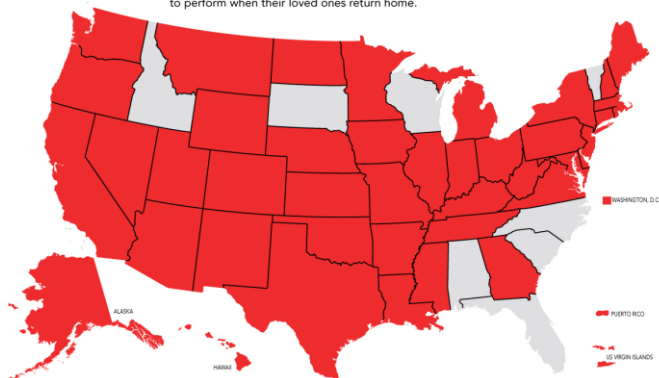 to perform when their loved ones return home.
WASHINGTON, D.C
ALASKA
PUERTO RICO
US VIRGIN ISLANDS
HAWAII